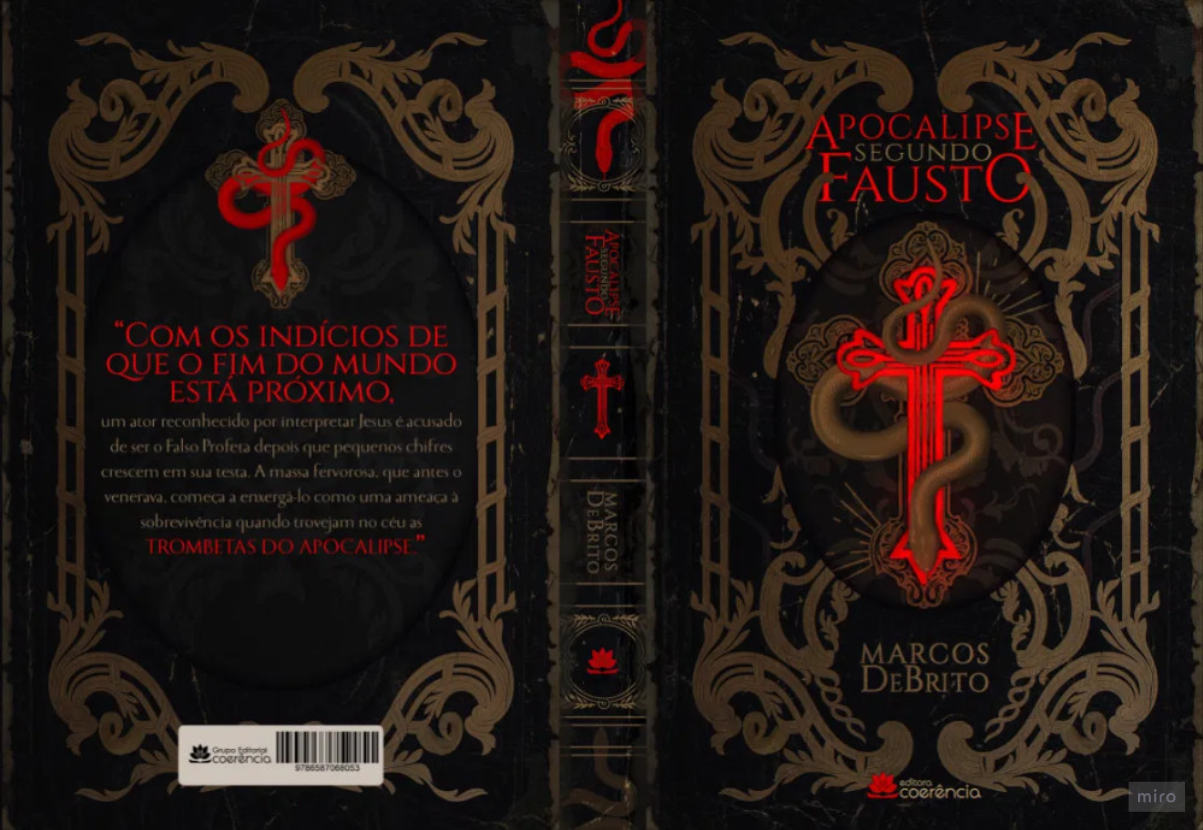 “COM OS INDÍCIOS DE
QUE O FIM DO MUNDO
ESTÁ PRÓXIMO,
um ator reconhecido por interpretar Jesus é acusado
de ser o Falso Profeta depois que pequenos chifres
crescem em sua testa. A massa fervorosa, que antes o
venerava, começa a enxergá-lo como uma ameaça à
sobrevivência quando trovejam no céu as
TROMBETAS DO APOCALIPSE.”
Grupo Editorial
coerência
9786587068053
APOCALIPSE
SEGUNDO
FAUSTO
MARCOS
DEBRITO
APOCALIPSE
SEGUNDO
FAUSTO
MARCOS
DEBRITO
editora
coerência
miro